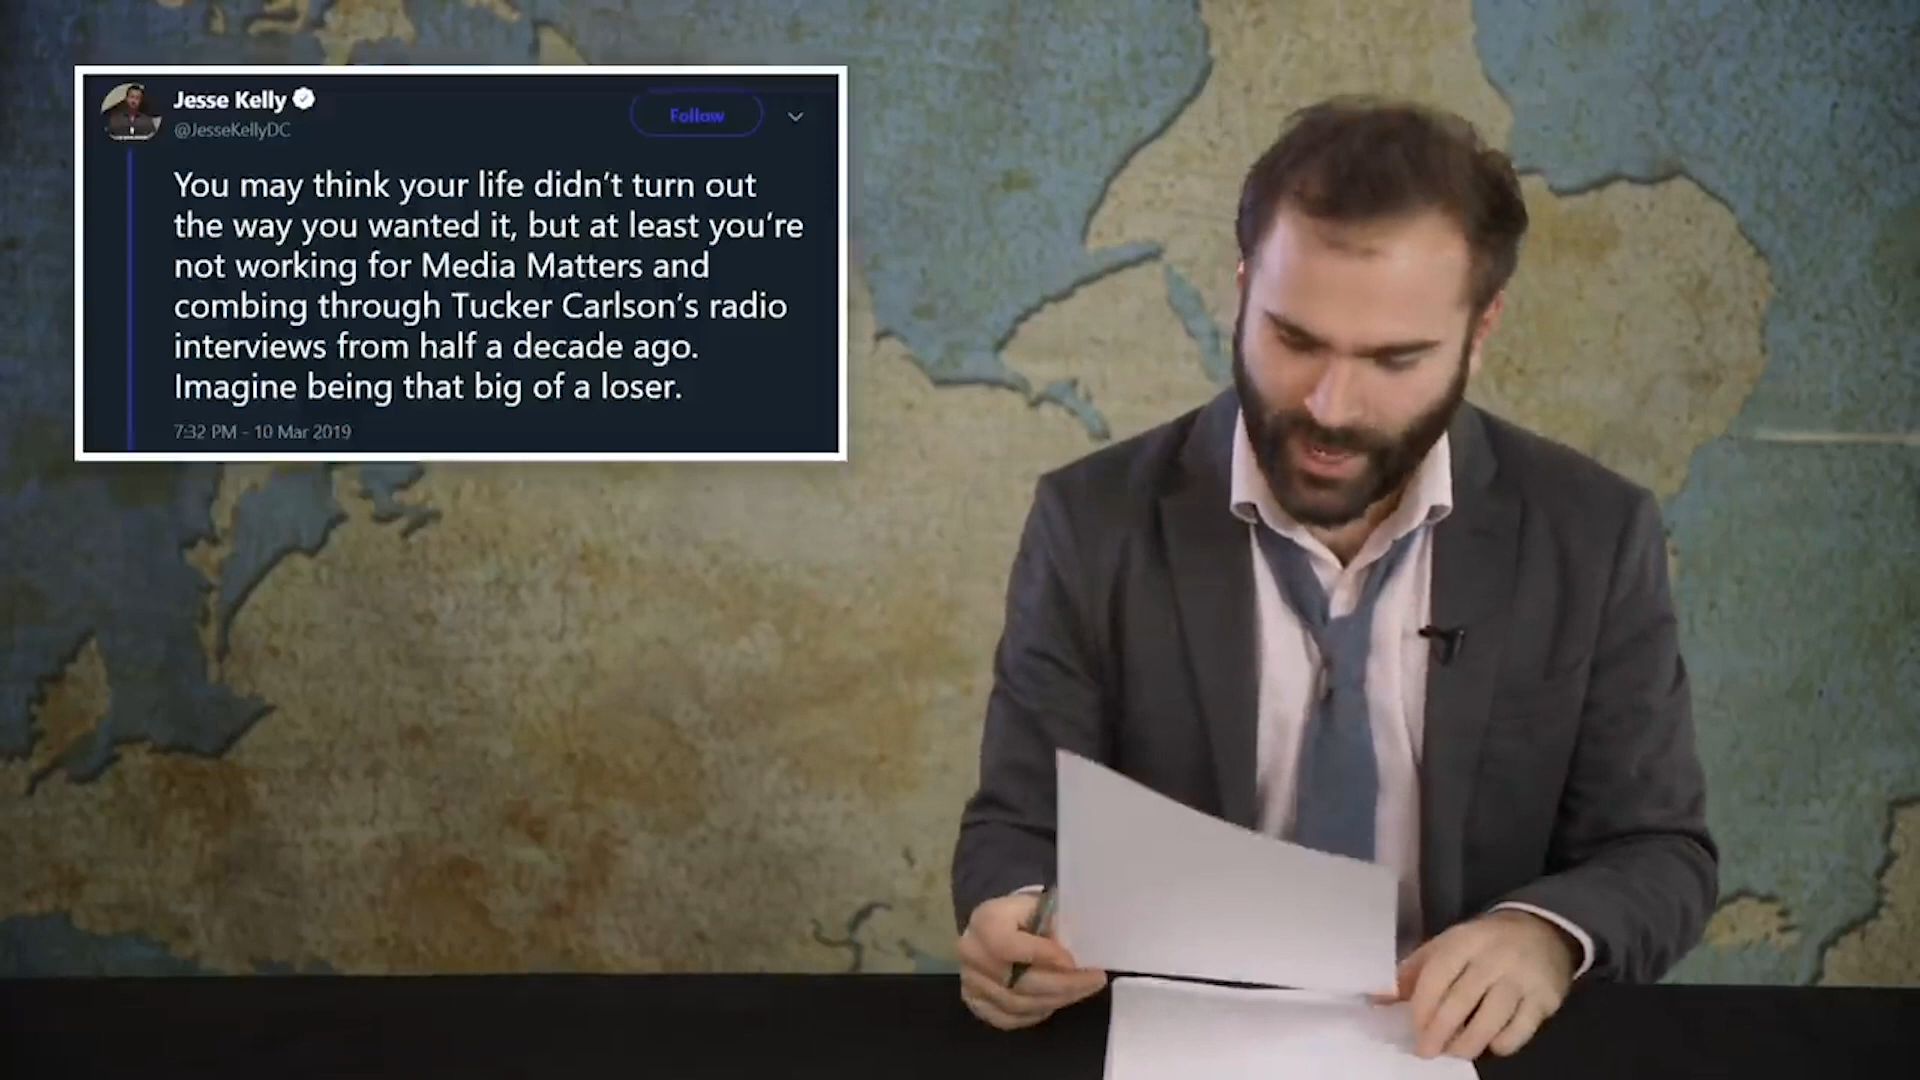 Jesse Kelly
@JesseKellyDC
Follow
You may think your life didn't turn out
the way you wanted it, but at least you're
not working for Media Matters and
combing through Tucker Carlson's radio
interviews from half a decade ago.
Imagine being that big of a loser.
7:32 PM - 10 Mar 2019